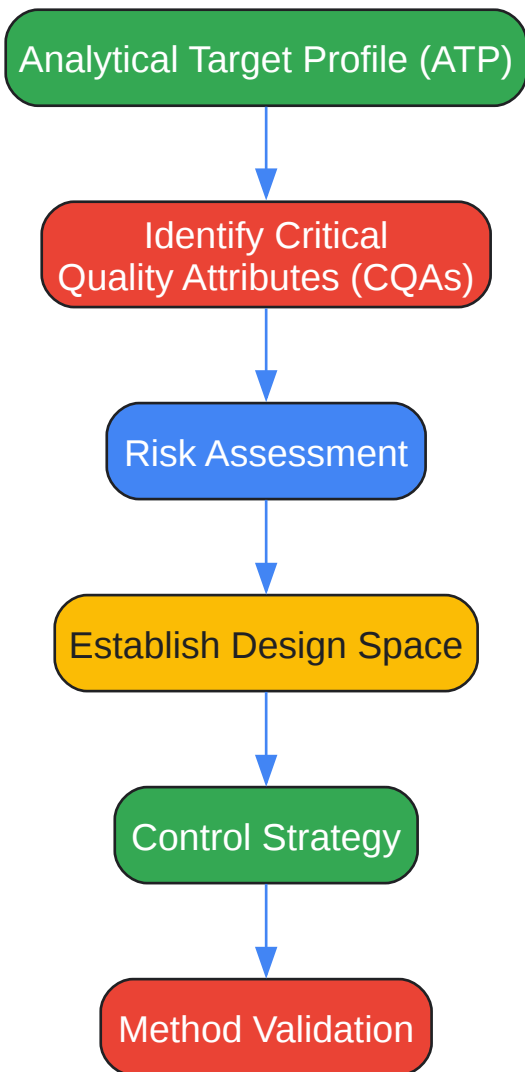 Analytical Target Profile (ATP)
Identify Critical
Quality Attributes (CQAs)
Risk Assessment
Establish Design Space
Control Strategy
Method Validation